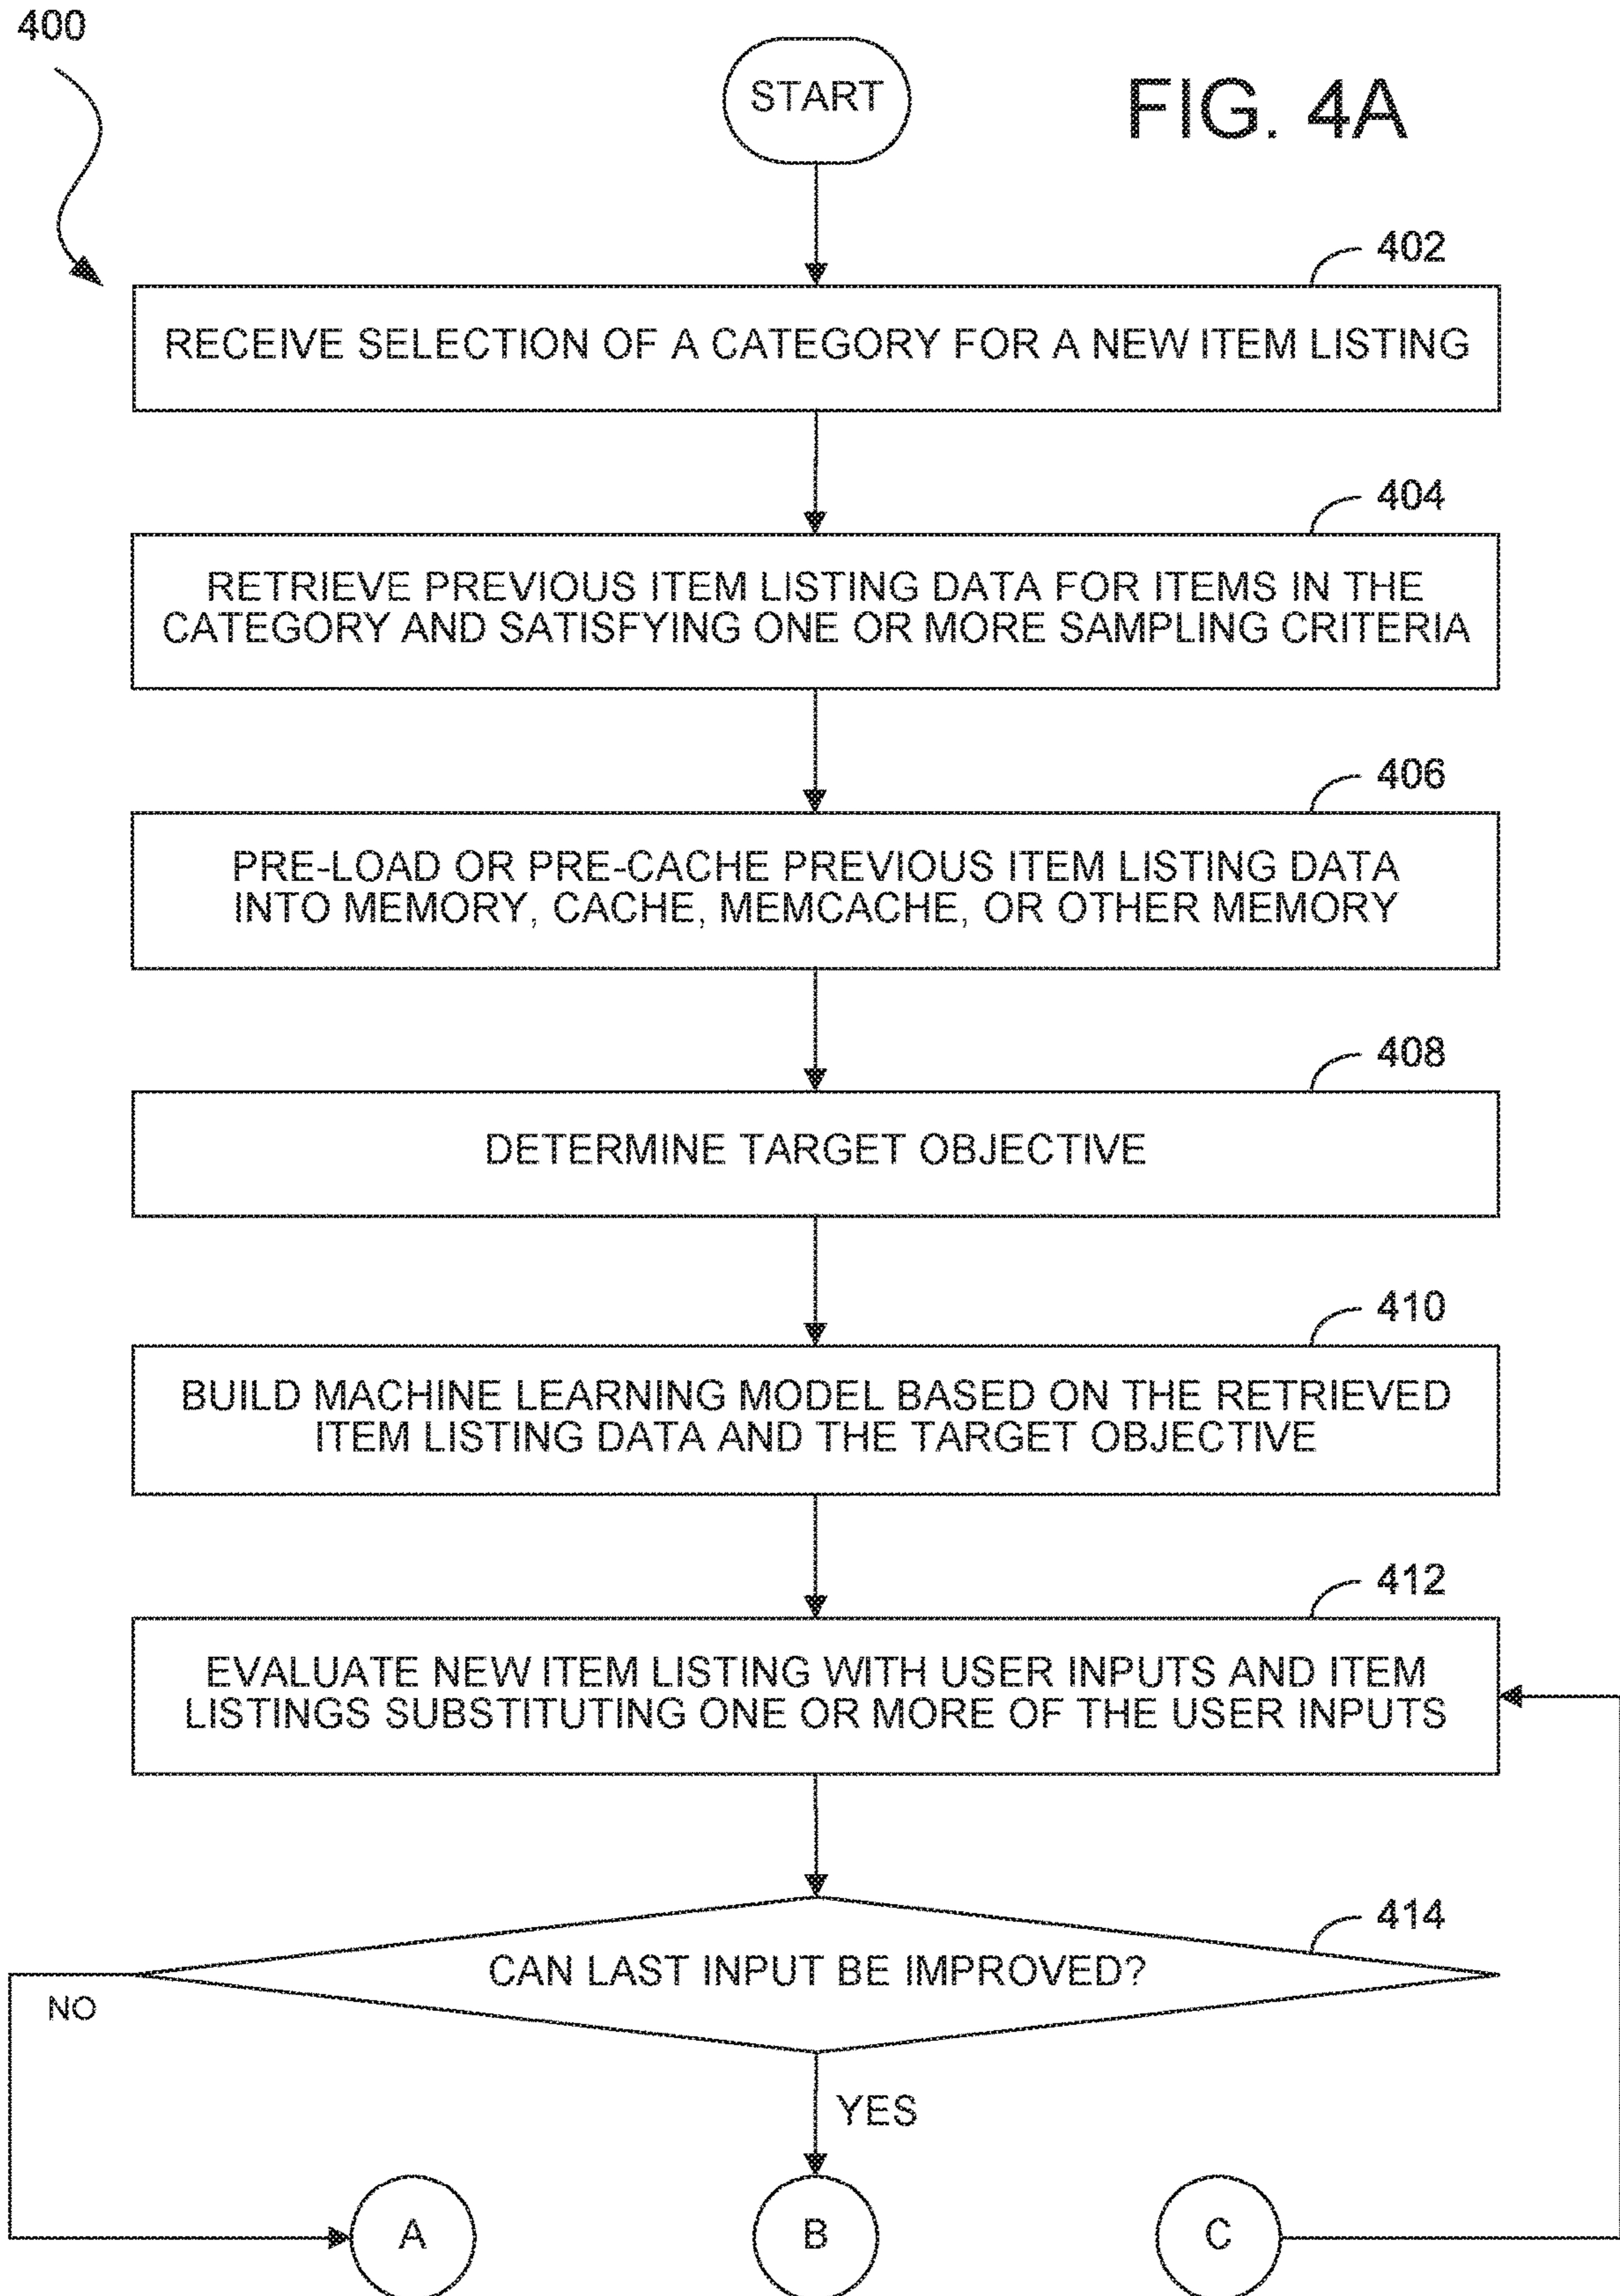 400
START
FIG. 4A
402
RECEIVE SELECTION OF A CATEGORY FOR A NEW ITEM LISTING
404
RETRIEVE PREVIOUS ITEM LISTING DATA FOR ITEMS IN THE
CATEGORY AND SATISFYING ONE OR MORE SAMPLING CRITERIA
406
PRE-LOAD OR PRE-CACHE PREVIOUS ITEM LISTING DATA
INTO MEMORY, CACHE, MEMCACHE, OR OTHER MEMORY
408
DETERMINE TARGET OBJECTIVE
410
BUILD MACHINE LEARNING MODEL BASED ON THE RETRIEVED
ITEM LISTING DATA AND THE TARGET OBJECTIVE
412
EVALUATE NEW ITEM LISTING WITH USER INPUTS AND ITEM
LISTINGS SUBSTITUTING ONE OR MORE OF THE USER INPUTS
414
CAN LAST INPUT BE IMPROVED?
NO
YES
A
B
C